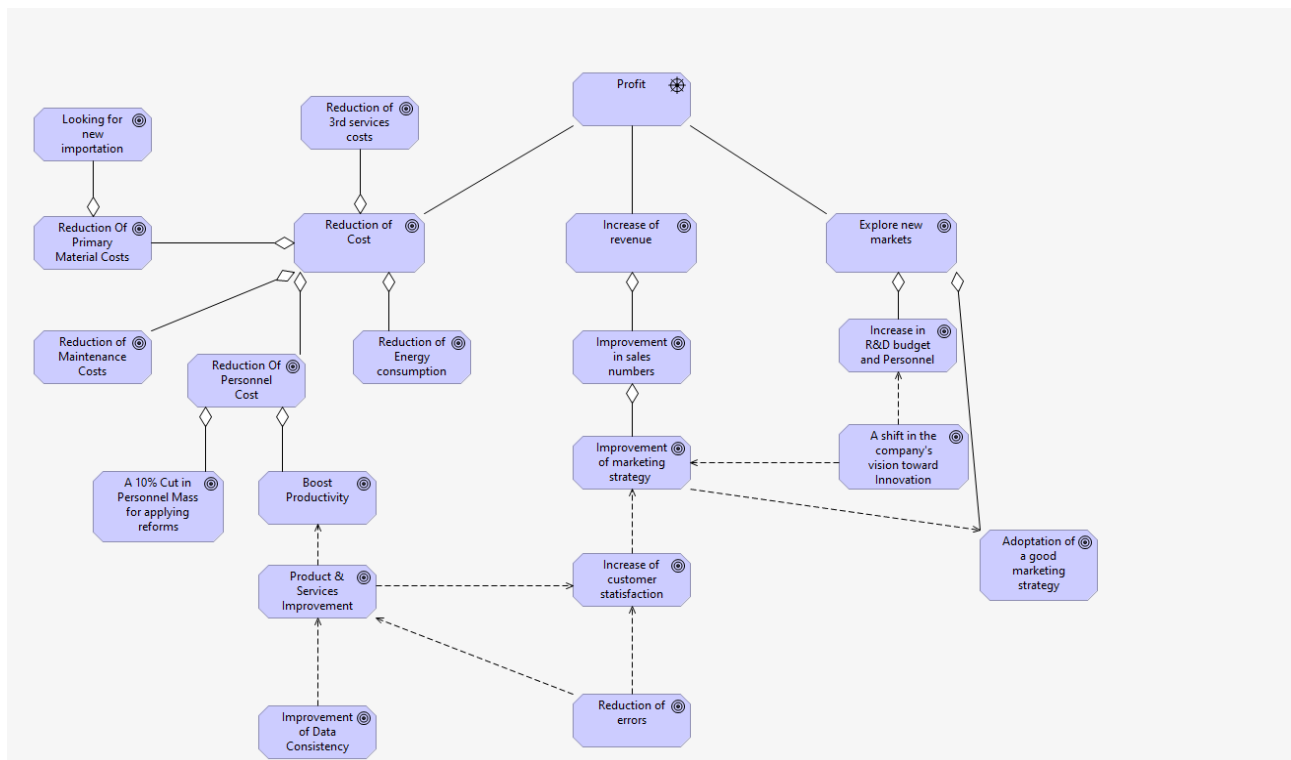 Profit
Looking for
new
importation
Reduction of
3rd services
costs
Reduction Of
Primary
Material Costs
Reduction of
Cost
Increase of
revenue
Explore new
markets
Reduction of
Maintenance
Costs
Reduction Of
Personnel
Cost
Reduction of
Energy
consumption
Improvement
in sales
numbers
Increase in
R&D budget
and Personnel
A 10% Cut in
Personnel Mass
for applying
reforms
Boost
Productivity
Improvement
of marketing
strategy
A shift in the
company's
vision toward
Innovation
Product &
Services
Improvement
Increase of
customer
statisfaction
Adoptation of
a good
marketing
strategy
Improvement
of Data
Consistency
Reduction of
errors